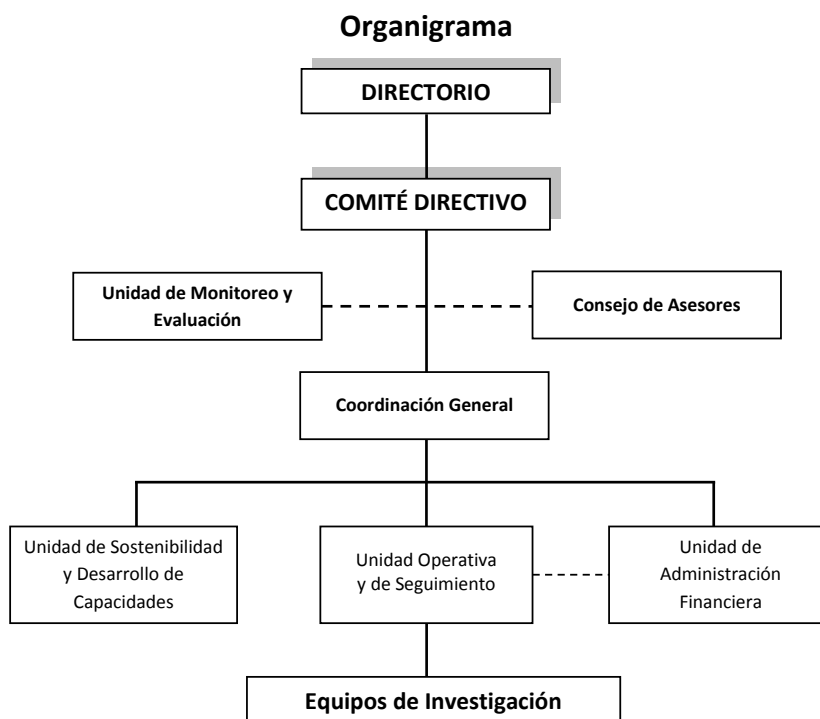 Organigrama
DIRECTORIO
COMITÉ DIRECTIVO
Unidad de Monitoreo y
Evaluación
Consejo de Asesores
Coordinación General
Unidad de Sostenibilidad
y Desarrollo de
Capacidades
Unidad Operativa
y de Seguimiento
Unidad de
Administración
Financiera
Equipos de Investigación